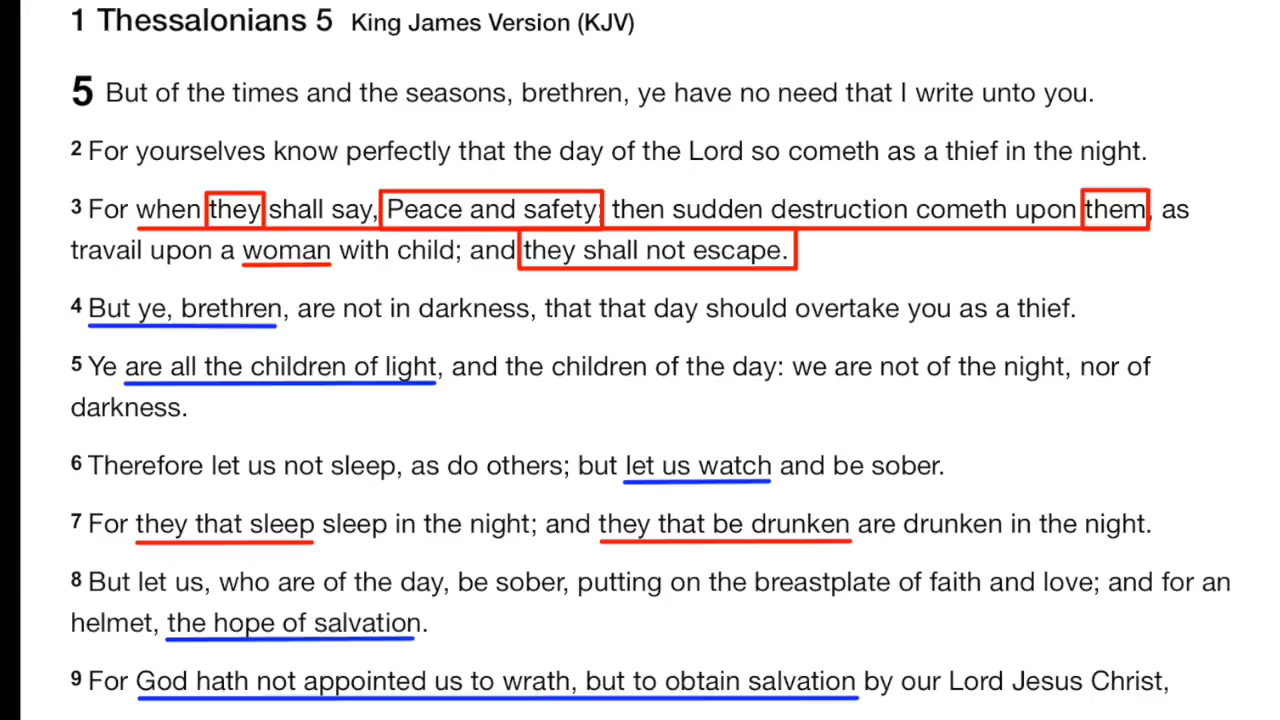 1 Thessalonians 5 King James Version (KJV)
5 But of the times and the seasons, brethren, ye have no need that I write unto you.
2 For yourselves know perfectly that the day of the Lord so cometh as a thief in the night.
3 For when they shall say, Peace and safety; then sudden destruction cometh upon them, as
travail upon a woman with child; and they shall not escape.
4 But ye, brethren, are not in darkness, that that day should overtake you as a thief.
5 Ye are all the children of light, and the children of the day: we are not of the night, nor of
darkness.
6 Therefore let us not sleep, as do others; but let us watch and be sober.
7 For they that sleep sleep in the night; and they that be drunken are drunken in the night.
8 But let us, who are of the day, be sober, putting on the breastplate of faith and love; and for an
helmet, the hope of salvation.
9 For God hath not appointed us to wrath, but to obtain salvation by our Lord Jesus Christ,